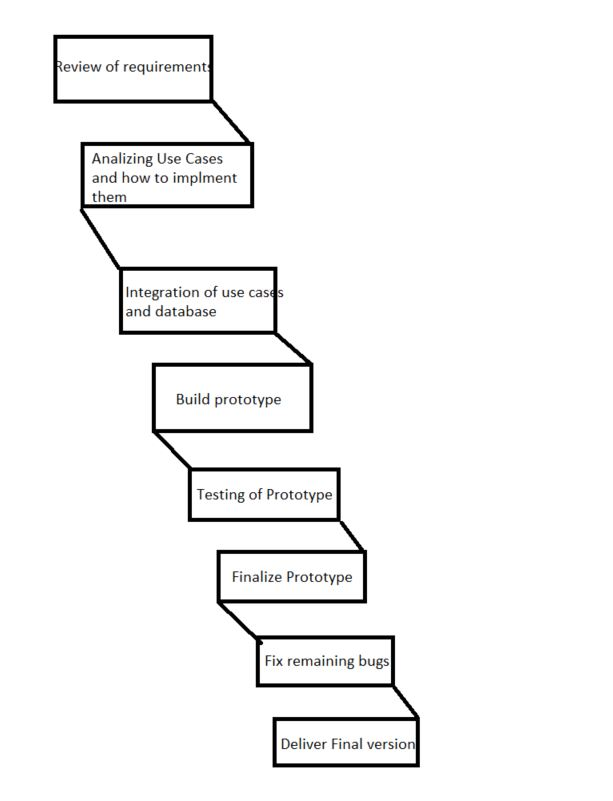 Review of requirements
Analizing Use Cases
and how to implment
them
Integration of use cases
and database
Build prototype
Testing of Prototype
Finalize Prototype
Fix remaining bugs
Deliver Final version